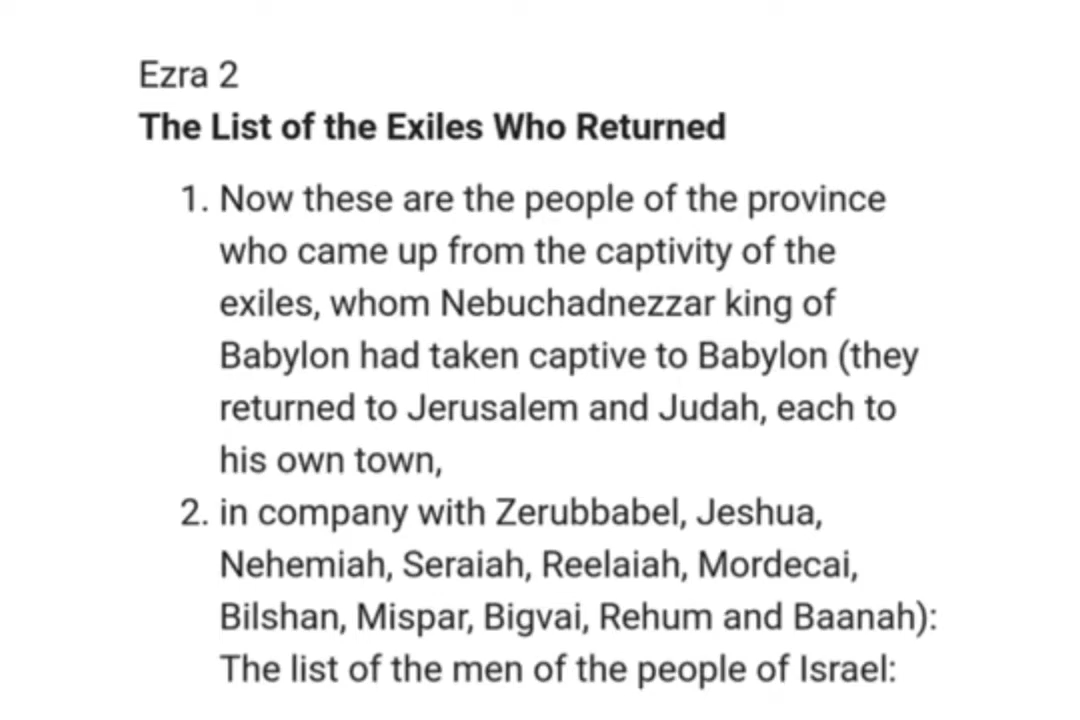 Ezra 2
The List of the Exiles Who Returned
1. Now these are the people of the province
who came up from the captivity of the
exiles, whom Nebuchadnezzar king of
Babylon had taken captive to Babylon (they
returned to Jerusalem and Judah, each to
his own town,
2. in company with Zerubbabel, Jeshua,
Nehemiah, Seraiah, Reelaiah, Mordecai,
Bilshan, Mispar, Bigvai, Rehum and Baanah):
The list of the men of the people of Israel: